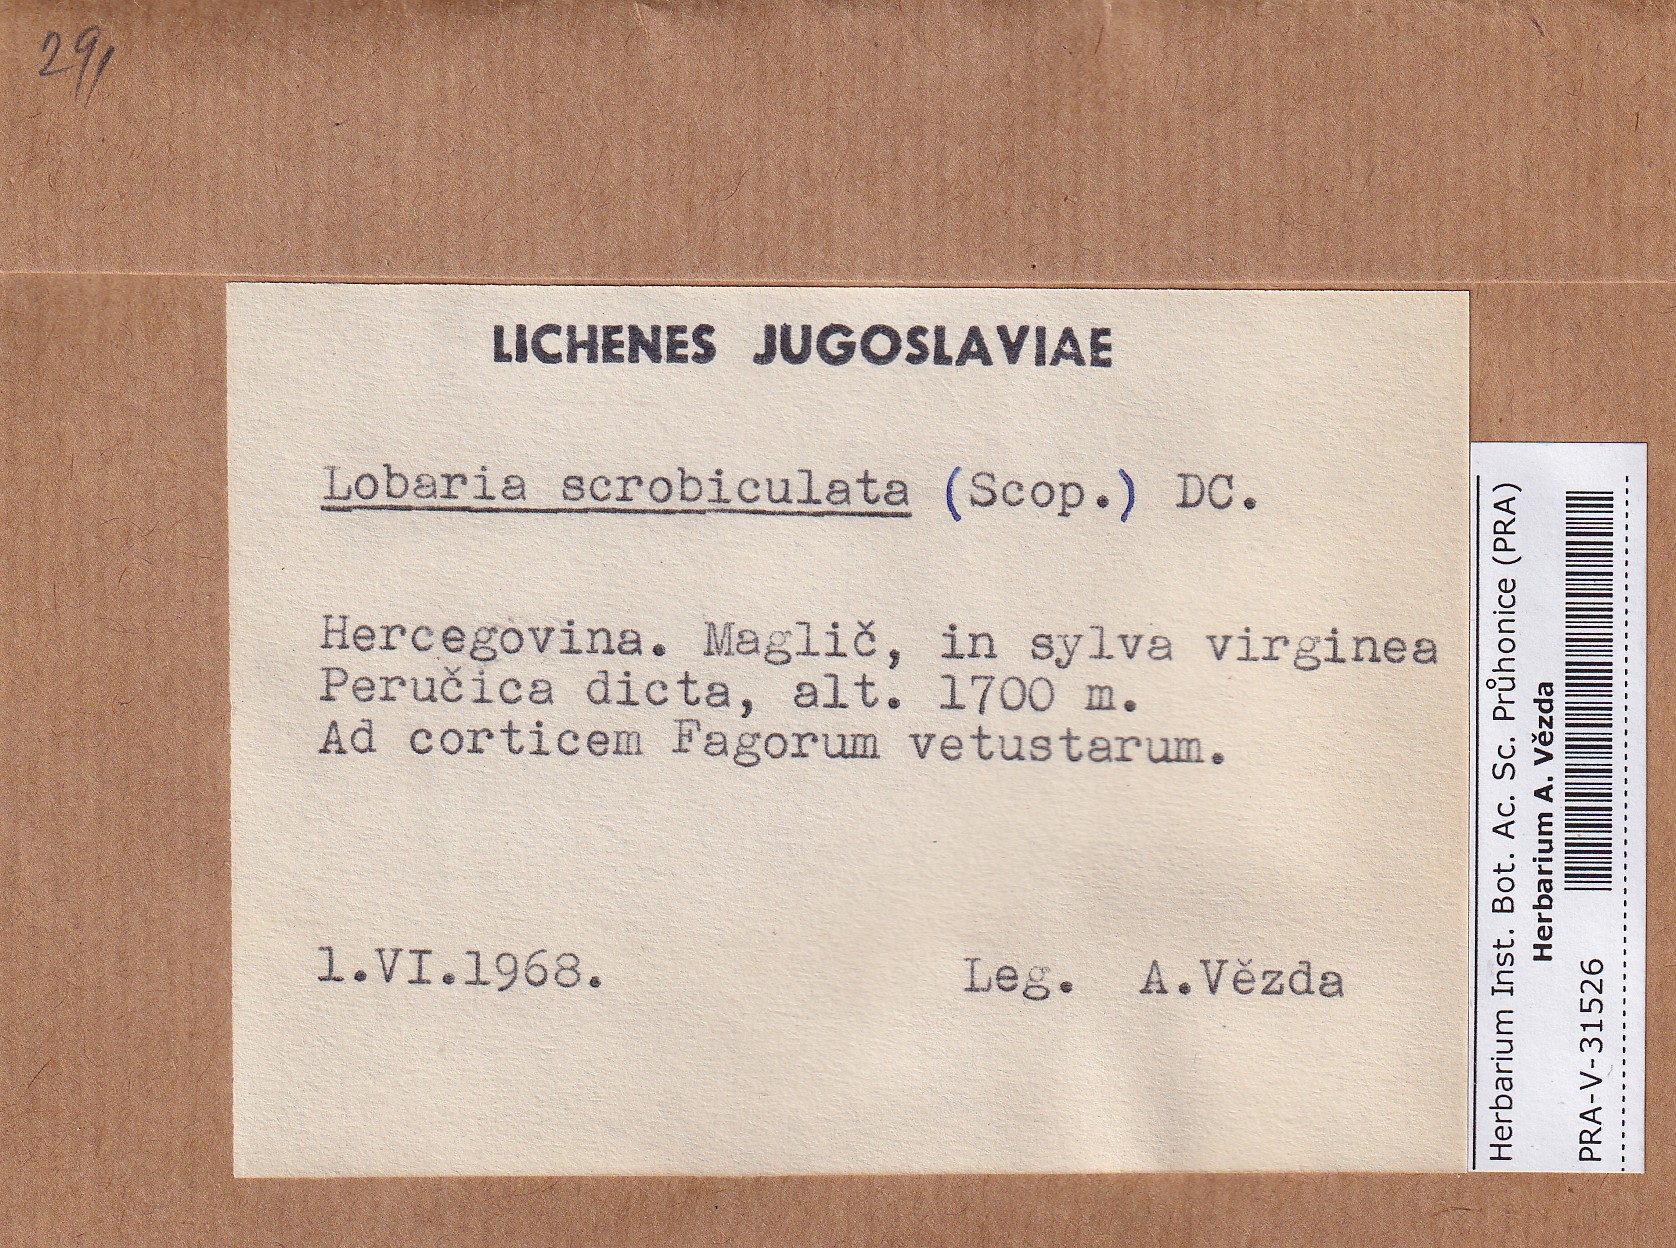 29,
LICHENES JUGOSLAVIAE
Lobaria scrobiculata (Scop.) DC.
Hercegovina. Maglič, in sylva virginea
Peručica dicta, alt. 1700 m.
Ad corticem Fagorum vetustarum.
1.VI.1968. Leg. A.Vězda
Herbarium Inst. Bot. Ac. Sc. Průhonice (PRA)
Herbarium A. Vězda
PRA-V-31526